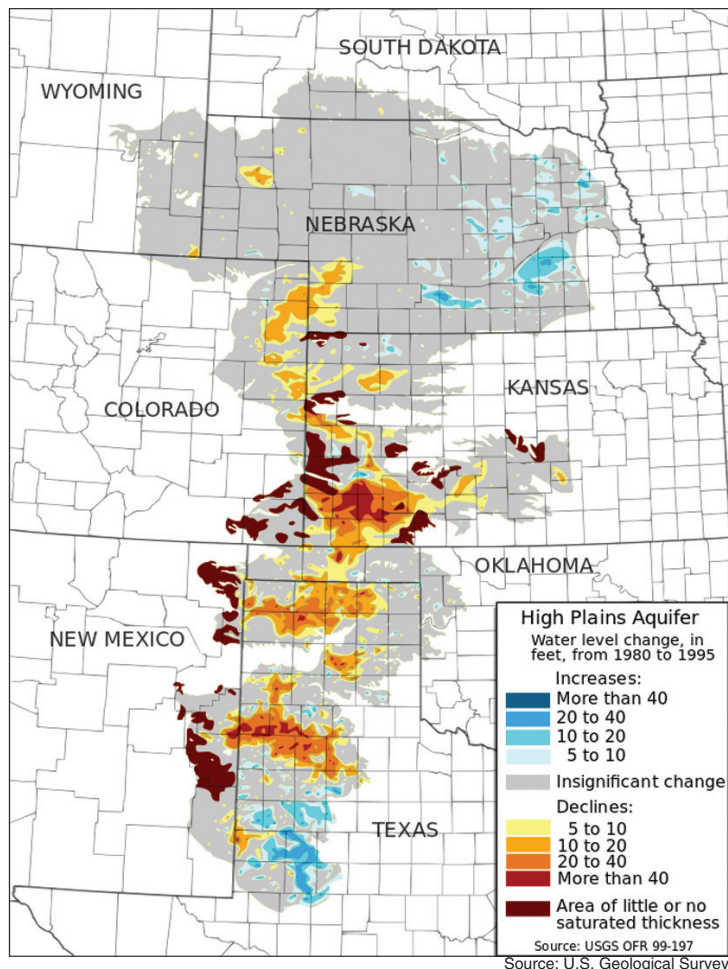 SOUTH DAKOTA
WYOMING
NEBRASKA
KANSAS
COLORADO
OKLAHOMA
NEW MEXICO
TEXAS
High Plains Aquifer
Water level change, in
feet, from 1980 to 1995
Increases:
More than 40
20 to 40
10 to 20
5 to 10
Insignificant change
Declines:
5 to 10
10 to 20
20 to 40
More than 40
Area of little or no
saturated thickness
Source: USGS OFR 99-197
Source: U.S. Geological Survey